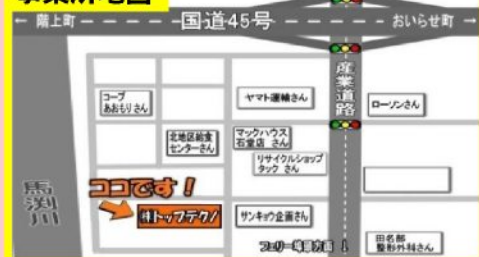 事業所地図
← 階上町
国道45号
おいらせ町 →
産業道路
コープ
あおもりさん
ヤマト運輸さん
ローソンさん
北地区給食
センターさん
マックハウス
石堂店 さん
リサイクルショップ
タック さん
馬渕川
ココです!
㈱トップテクノ
サンキョウ企画さん
フェリー埠頭方面 ↓
田名部
整形外科さん